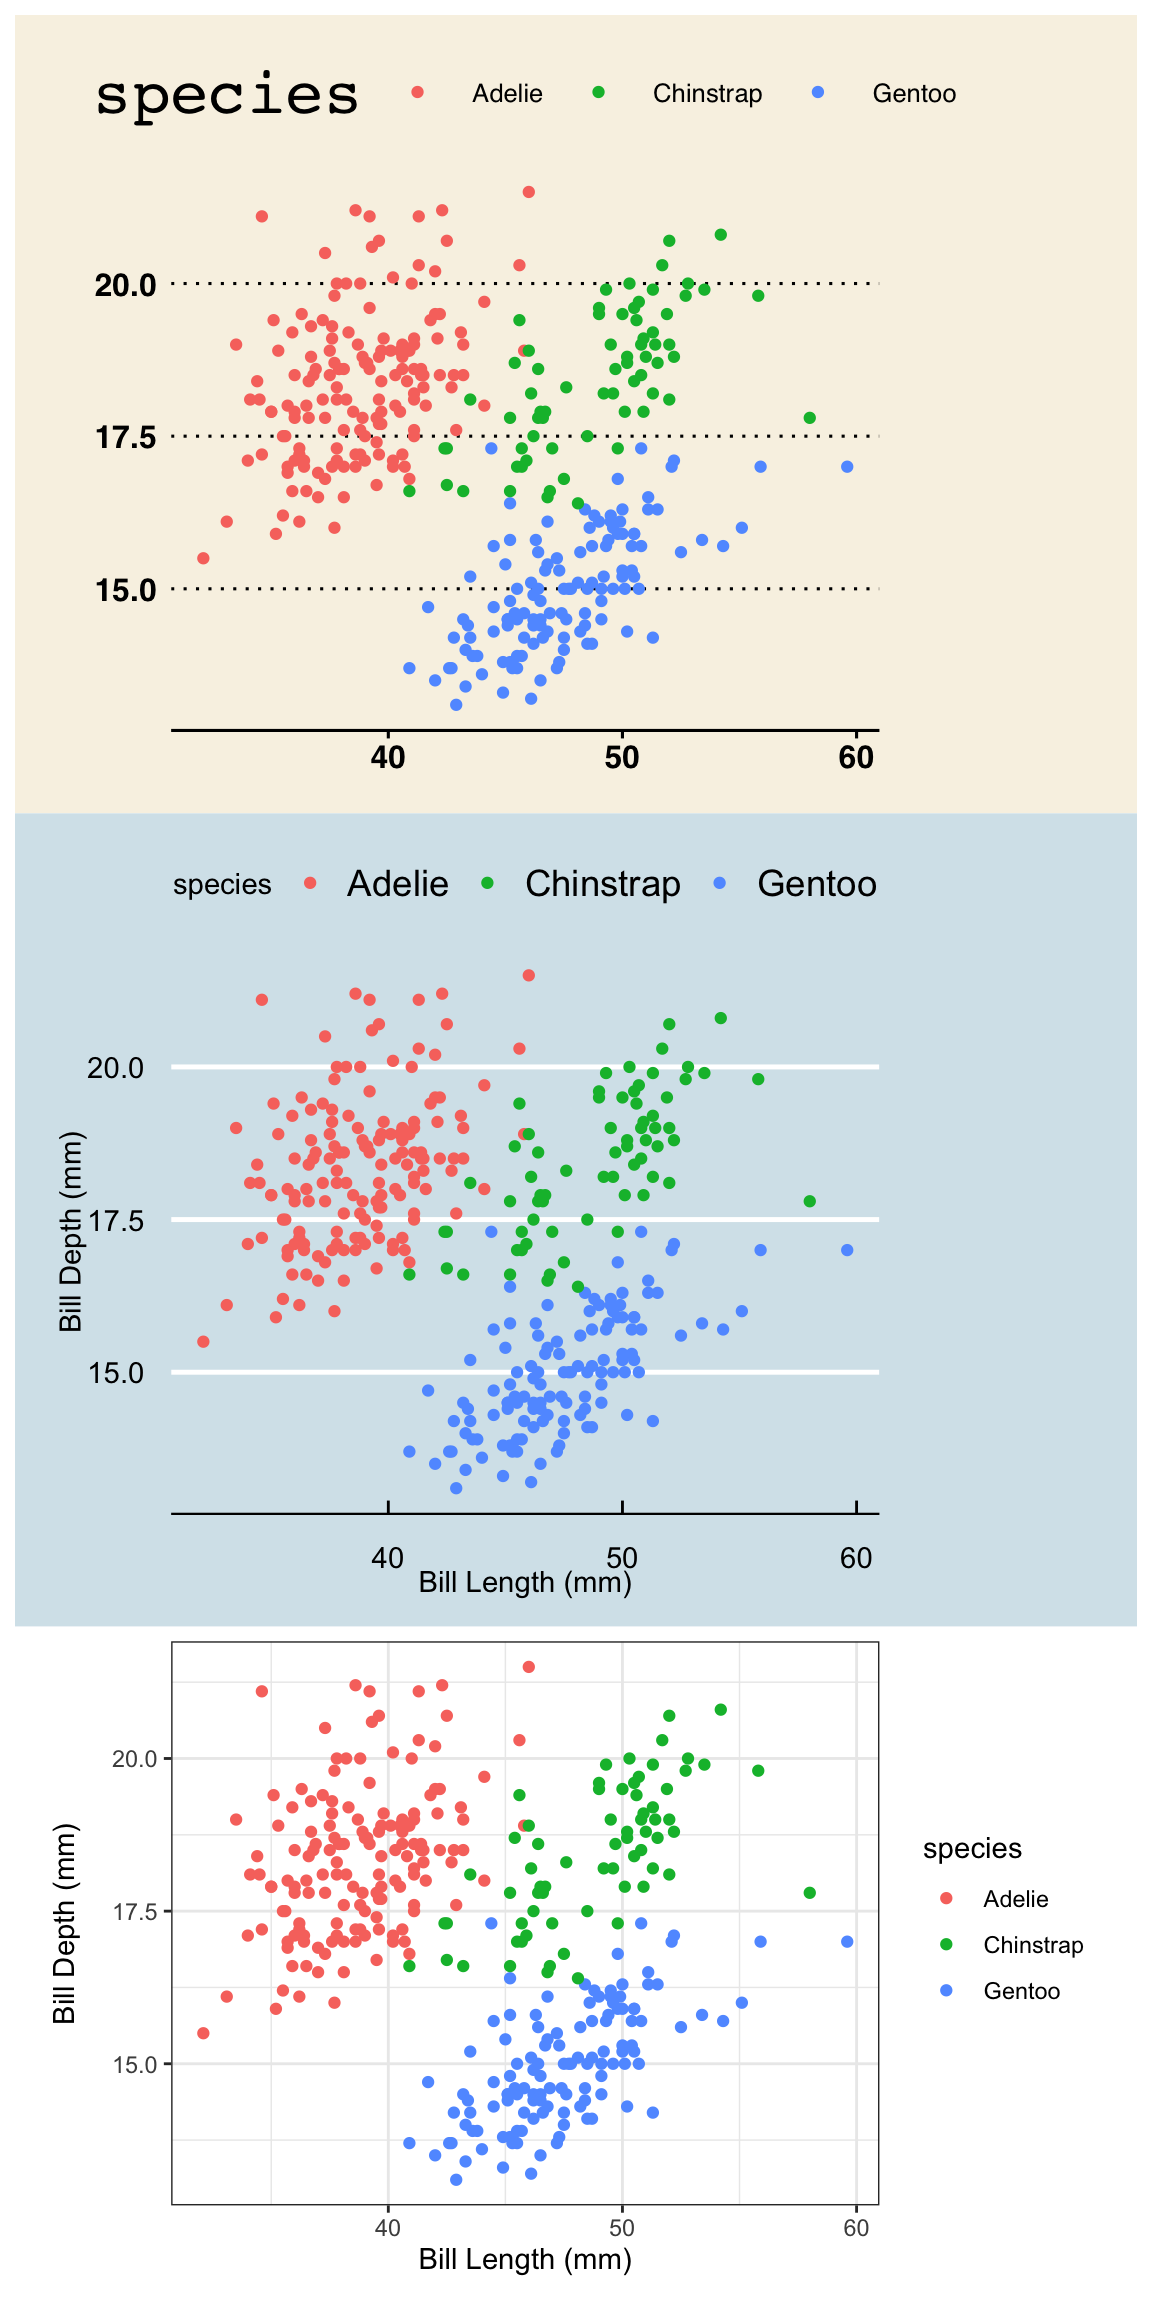 species Adelie Chinstrap Gentoo
20.0
17.5
15.0
40 50 60
species Adelie Chinstrap Gentoo
20.0
17.5
15.0
Bill Depth (mm)
40 50 60
Bill Length (mm)
20.0
17.5
15.0
Bill Depth (mm)
40 50 60
Bill Length (mm)
species
Adelie
Chinstrap
Gentoo